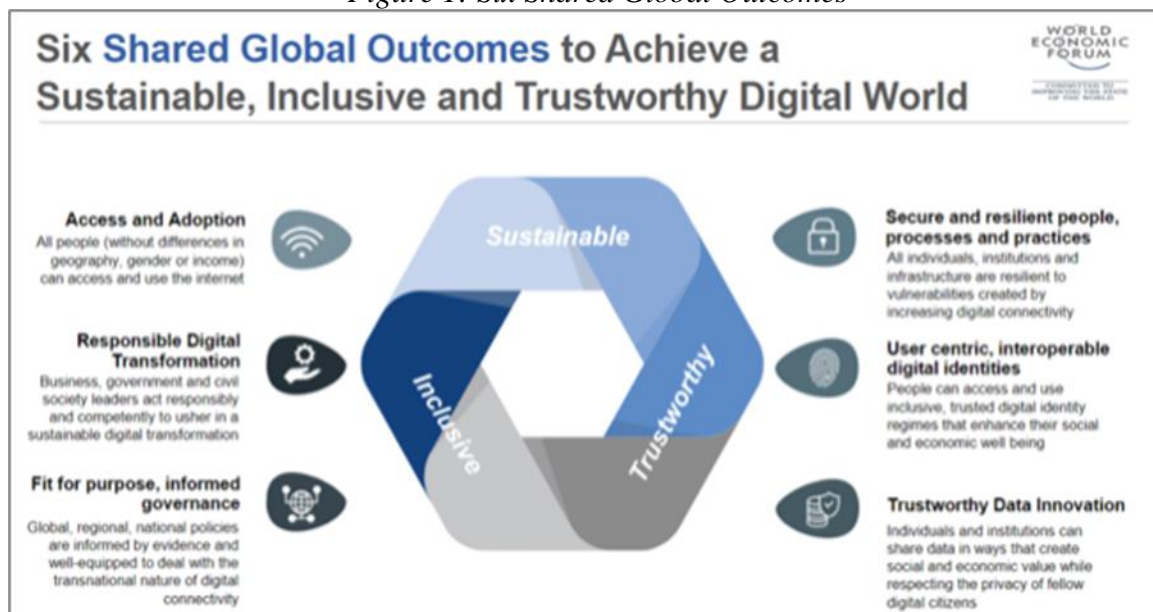 Figure 1: Six Shared Global Outcomes
Six Shared Global Outcomes to Achieve a
Sustainable, Inclusive and Trustworthy Digital World
WORLD
ECONOMIC
FORUM
COMMITTED TO
IMPROVING THE STATE
OF THE WORLD
Access and Adoption
All people (without differences in
geography, gender or income)
can access and use the internet
Responsible Digital
Transformation
Business, government and civil
society leaders act responsibly
and competently to usher in a
sustainable digital transformation
Fit for purpose, informed
governance
Global, regional, national policies
are informed by evidence and
well-equipped to deal with the
transnational nature of digital
connectivity
Sustainable
Inclusive
Trustworthy
Secure and resilient people,
processes and practices
All individuals, institutions and
infrastructure are resilient to
vulnerabilities created by
increasing digital connectivity
User centric, interoperable
digital identities
People can access and use
inclusive, trusted digital identity
regimes that enhance their social
and economic well being
Trustworthy Data Innovation
Individuals and institutions can
share data in ways that create
social and economic value while
respecting the privacy of fellow
digital citizens